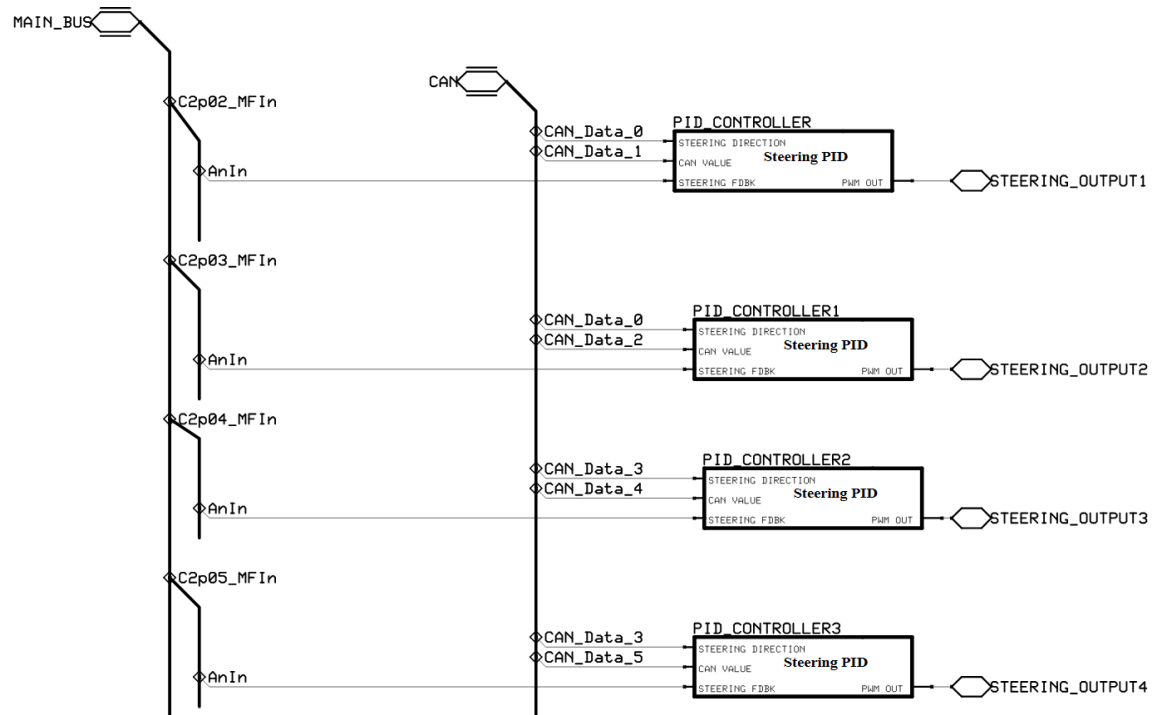 MAIN_BUS
CAN
C2p02_MFIn
AnIn
CAN_Data_0
CAN_Data_1
PID_CONTROLLER
STEERING DIRECTION
Steering PID
CAN VALUE
STEERING FDBK PWM OUT
STEERING_OUTPUT1
C2p03_MFIn
AnIn
CAN_Data_0
CAN_Data_2
PID_CONTROLLER1
STEERING DIRECTION
Steering PID
CAN VALUE
STEERING FDBK PWM OUT
STEERING_OUTPUT2
C2p04_MFIn
AnIn
CAN_Data_3
CAN_Data_4
PID_CONTROLLER2
STEERING DIRECTION
Steering PID
CAN VALUE
STEERING FDBK PWM OUT
STEERING_OUTPUT3
C2p05_MFIn
AnIn
CAN_Data_3
CAN_Data_5
PID_CONTROLLER3
STEERING DIRECTION
Steering PID
CAN VALUE
STEERING FDBK PWM OUT
STEERING_OUTPUT4